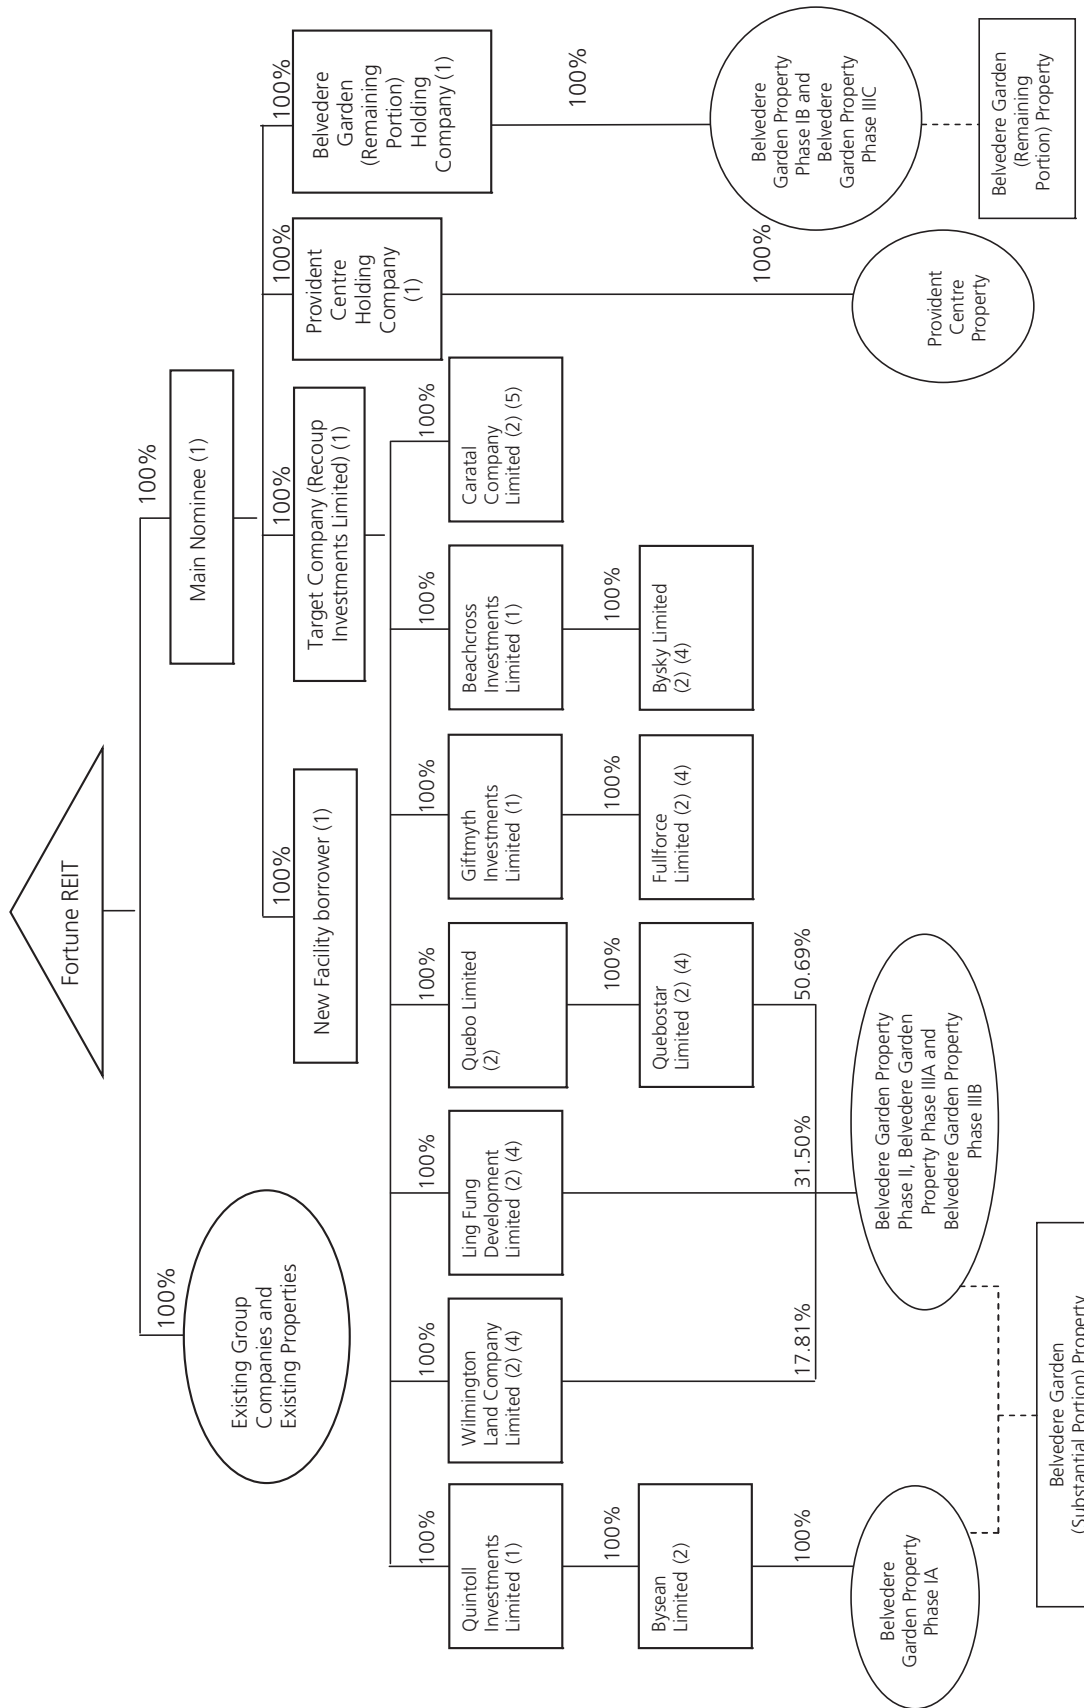 Fortune REIT
100%
100%
Existing Group
Companies and
Existing Properties
Main Nominee (1)
100%
100%
100%
100%
New Facility borrower (1)
Target Company (Recoup
Investments Limited) (1)
Provident
Centre
Holding
Company
(1)
Belvedere
Garden
(Remaining
Portion)
Holding
Company (1)
100%
100%
100%
100%
100%
100%
100%
Quintoll
Investments
Limited (1)
Wilmington
Land Company
Limited (2) (4)
Ling Fung
Development
Limited (2) (4)
Quebo Limited
(2)
Giftmyth
Investments
Limited (1)
Beachcross
Investments
Limited (1)
Caratal
Company
Limited (2) (5)
100%
100%
100%
100%
100%
Bysean
Limited (2)
Quebostar
Limited (2) (4)
Fullforce
Limited (2) (4)
Bysky Limited
(2) (4)
100%
17.81%
31.50%
50.69%
100%
Belvedere
Garden Property
Phase IA
Belvedere Garden Property
Phase II, Belvedere Garden
Property Phase IIIA and
Belvedere Garden Property
Phase IIIB
Provident
Centre
Property
Belvedere
Garden Property
Phase IB and
Belvedere
Garden Property
Phase IIIC
Belvedere Garden
(Substantial Portion) Property
Belvedere Garden
(Remaining
Portion) Property